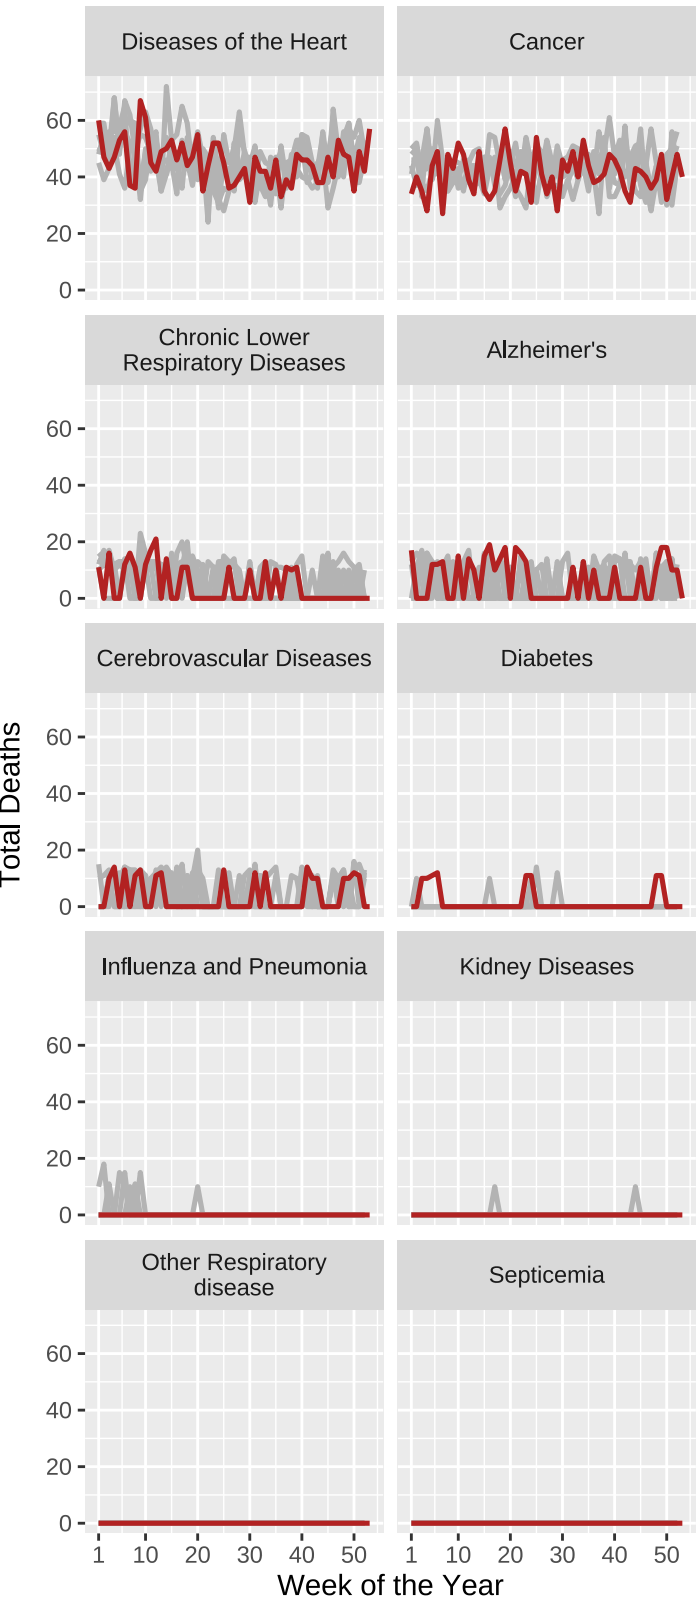 Diseases of the Heart
Cancer
60
40
20
0
Chronic Lower
Respiratory Diseases
Alzheimer's
60
40
20
0
Cerebrovascular Diseases
Diabetes
60
40
20
0
Influenza and Pneumonia
Kidney Diseases
60
40
20
0
Other Respiratory
disease
Septicemia
60
40
20
0
1 10 20 30 40 50
1 10 20 30 40 50
Week of the Year
Total Deaths